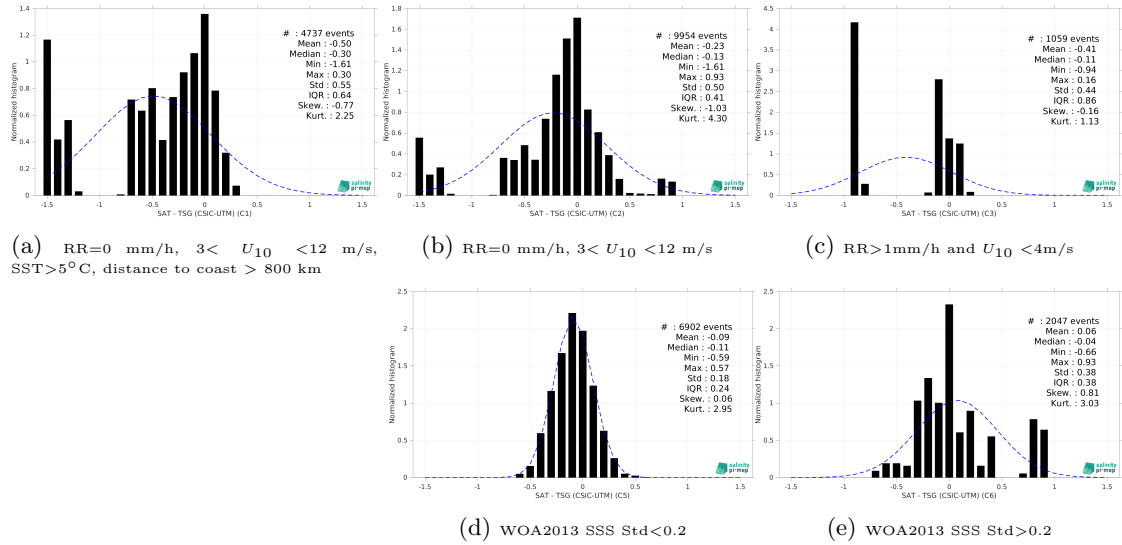 1.4
1.2
1
0.8
0.6
0.4
0.2
0
Normalized histogram
-1.5 -1 -0.5 0 0.5 1 1.5
SAT - TSG (CSIC-UTM) (C1)
# : 4737 events
Mean : -0.50
Median : -0.30
Min : -1.61
Max : 0.30
Std : 0.55
IQR : 0.64
Skew. : -0.77
Kurt. : 2.25
salinity
pi-mep
(a) RR=0 mm/h, 3< U10 <12 m/s,
SST>5°C, distance to coast > 800 km
1.8
1.6
1.4
1.2
1
0.8
0.6
0.4
0.2
0
Normalized histogram
-1.5 -1 -0.5 0 0.5 1 1.5
SAT - TSG (CSIC-UTM) (C2)
# : 9954 events
Mean : -0.23
Median : -0.13
Min : -1.61
Max : 0.93
Std : 0.50
IQR : 0.41
Skew. : -1.03
Kurt. : 4.30
salinity
pi-mep
(b) RR=0 mm/h, 3< U10 <12 m/s
4.5
4
3.5
3
2.5
2
1.5
1
0.5
0
Normalized histogram
-1.5 -1 -0.5 0 0.5 1 1.5
SAT - TSG (CSIC-UTM) (C3)
# : 1059 events
Mean : -0.41
Median : -0.11
Min : -0.94
Max : 0.16
Std : 0.44
IQR : 0.86
Skew. : -0.16
Kurt. : 1.13
salinity
pi-mep
(c) RR>1mm/h and U10 <4m/s
2.5
2
1.5
1
0.5
0
Normalized histogram
-1.5 -1 -0.5 0 0.5 1 1.5
SAT - TSG (CSIC-UTM) (C5)
# : 6902 events
Mean : -0.09
Median : -0.11
Min : -0.59
Max : 0.57
Std : 0.18
IQR : 0.24
Skew. : 0.06
Kurt. : 2.95
salinity
pi-mep
(d) WOA2013 SSS Std<0.2
2.5
2
1.5
1
0.5
0
Normalized histogram
-1.5 -1 -0.5 0 0.5 1 1.5
SAT - TSG (CSIC-UTM) (C6)
# : 2047 events
Mean : 0.06
Median : -0.04
Min : -0.66
Max : 0.93
Std : 0.38
IQR : 0.38
Skew. : 0.81
Kurt. : 3.03
salinity
pi-mep
(e) WOA2013 SSS Std>0.2